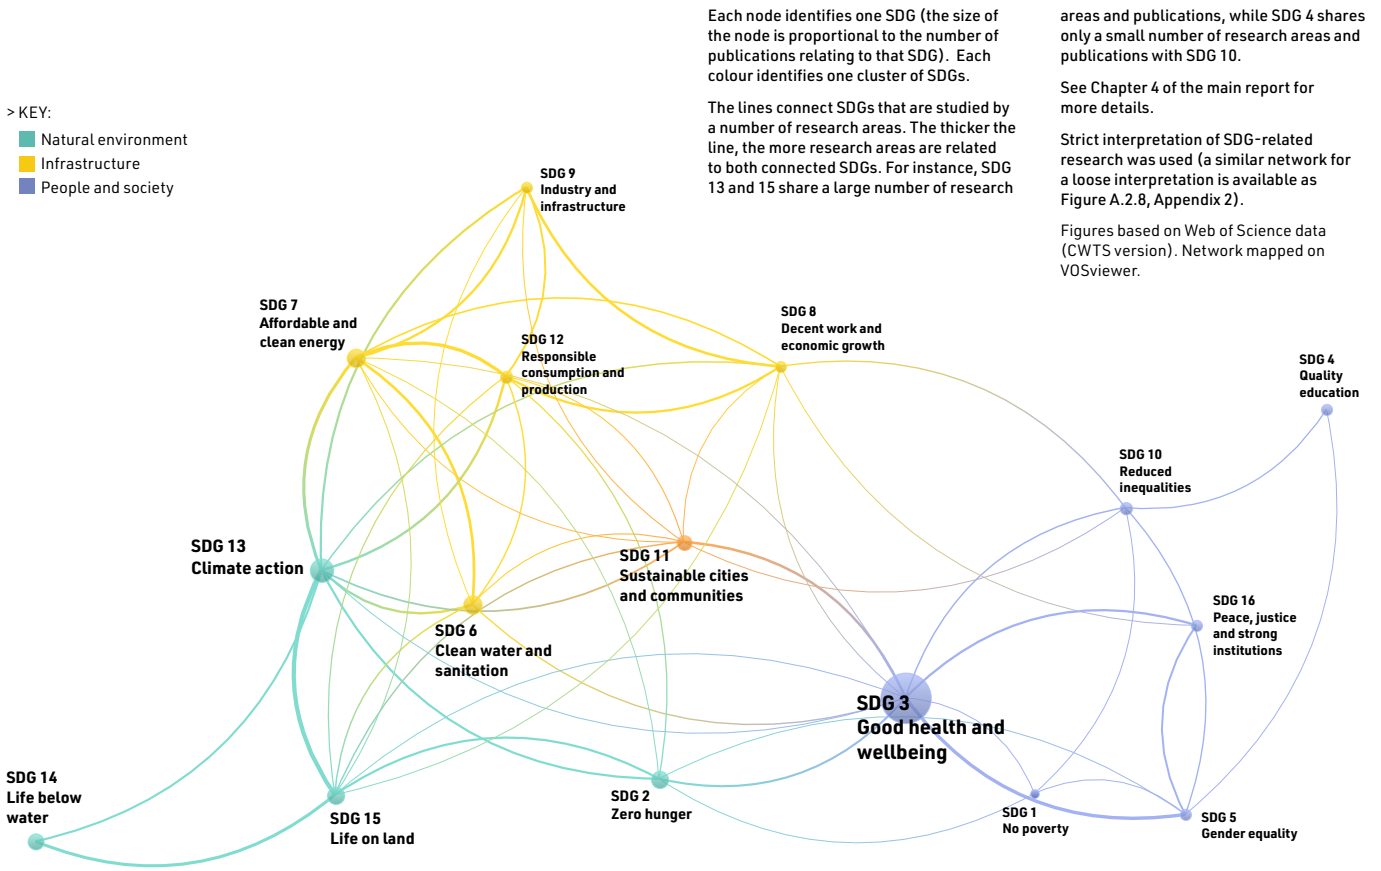 Each node identifies one SDG (the size of
the node is proportional to the number of
publications relating to that SDG).  Each
colour identifies one cluster of SDGs.
The lines connect SDGs that are studied by
a number of research areas. The thicker the
line, the more research areas are related
to both connected SDGs. For instance, SDG
13 and 15 share a large number of research
areas and publications, while SDG 4 shares
only a small number of research areas and
publications with SDG 10.
See Chapter 4 of the main report for
more details.
Strict interpretation of SDG-related
research was used (a similar network for
a loose interpretation is available as
Figure A.2.8, Appendix 2).
Figures based on Web of Science data
(CWTS version). Network mapped on
VOSviewer.
> KEY:
Natural environment
Infrastructure
People and society
SDG 9
Industry and
infrastructure
SDG 7
Affordable and
clean energy
SDG 12
Responsible
consumption and
production
SDG 8
Decent work and
economic growth
SDG 4
Quality
education
SDG 10
Reduced
inequalities
SDG 13
Climate action
SDG 11
Sustainable cities
and communities
SDG 6
Clean water and
sanitation
SDG 16
Peace, justice
and strong
institutions
SDG 3
Good health and
wellbeing
SDG 14
Life below
water
SDG 15
Life on land
SDG 2
Zero hunger
SDG 1
No poverty
SDG 5
Gender equality